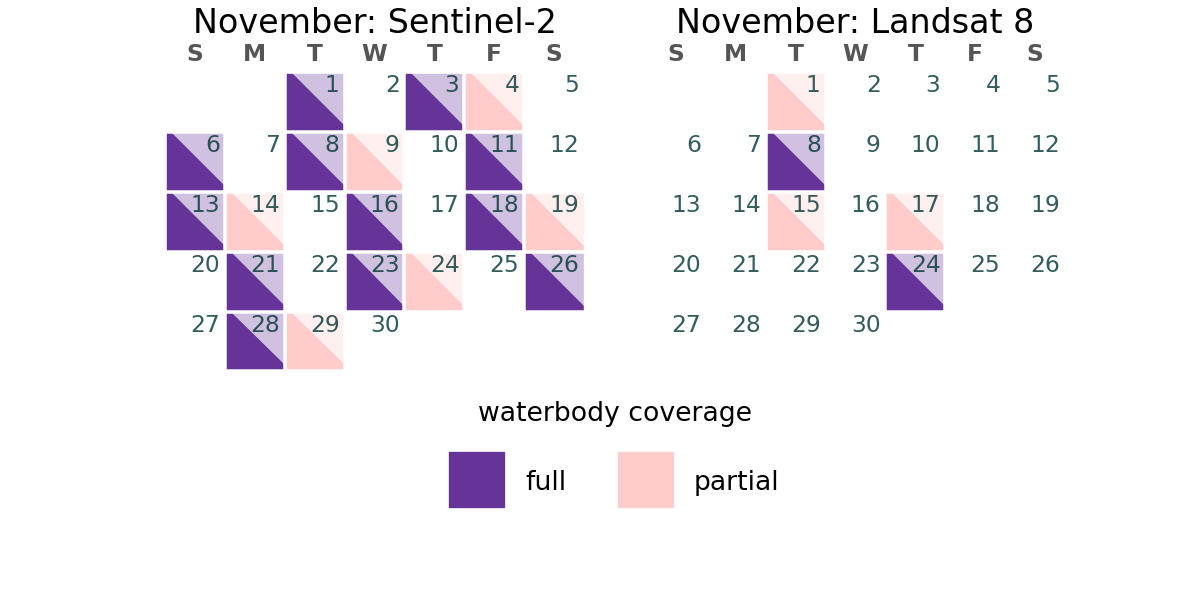 November: Sentinel-2
S M T W T F S
1 2 3 4 5
6 7 8 9 10 11 12
13 14 15 16 17 18 19
20 21 22 23 24 25 26
27 28 29 30
November: Landsat 8
S M T W T F S
1 2 3 4 5
6 7 8 9 10 11 12
13 14 15 16 17 18 19
20 21 22 23 24 25 26
27 28 29 30
waterbody coverage
full
partial